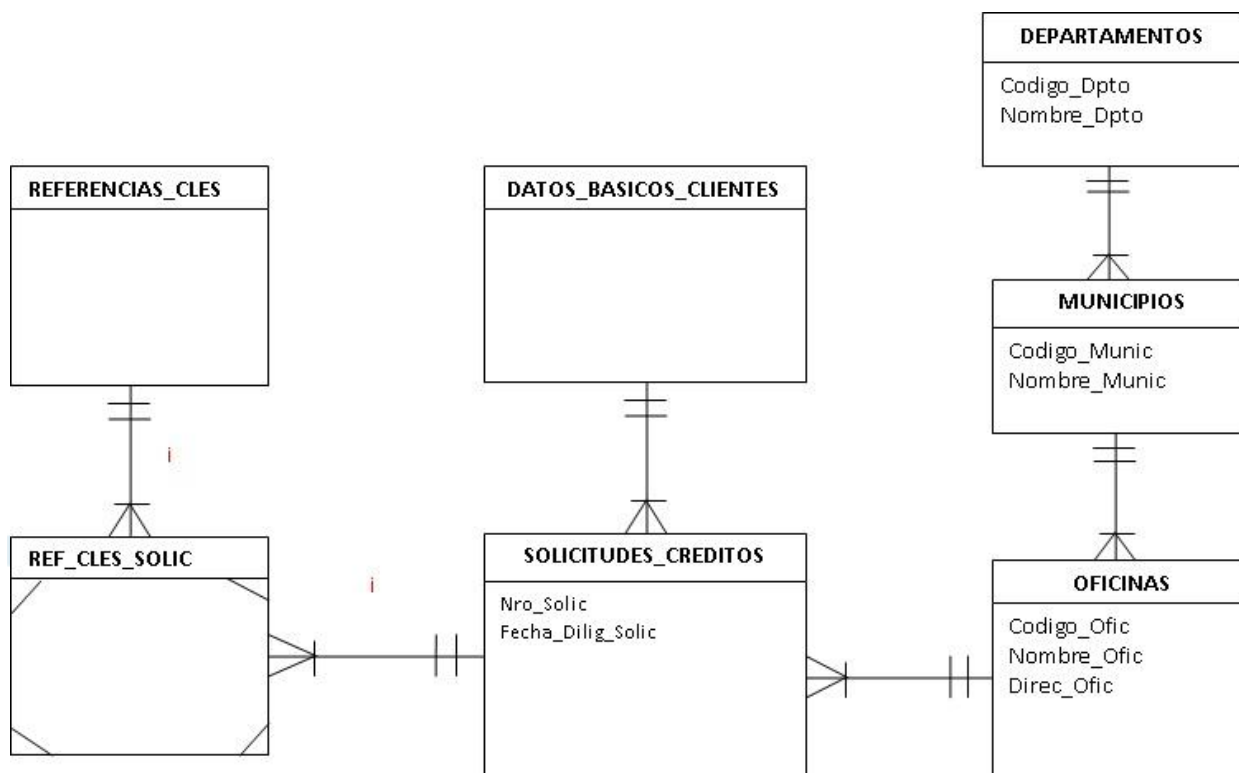 DEPARTAMENTOS
Codigo_Dpto
Nombre_Dpto
REFERENCIAS_CLES
DATOS_BASICOS_CLIENTES
MUNICIPIOS
Codigo_Munic
Nombre_Munic
i
REF_CLES_SOLIC
i
SOLICITUDES_CREDITOS
Nro_Solic
Fecha_Dilig_Solic
OFICINAS
Codigo_Ofic
Nombre_Ofic
Direc_Ofic